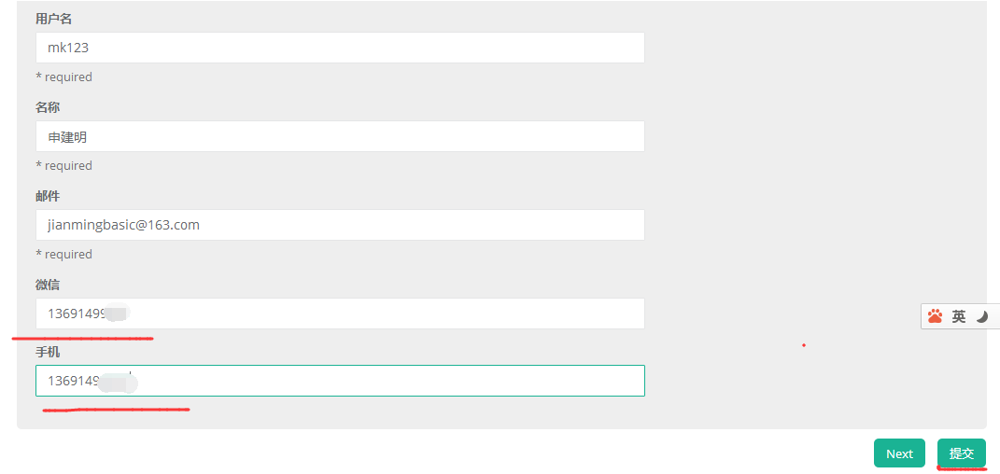 用户名
mk123
* required
名称
申建明
* required
邮件
jianmingbasic@163.com
* required
微信
13691499
手机
1369149
英
Next
提交